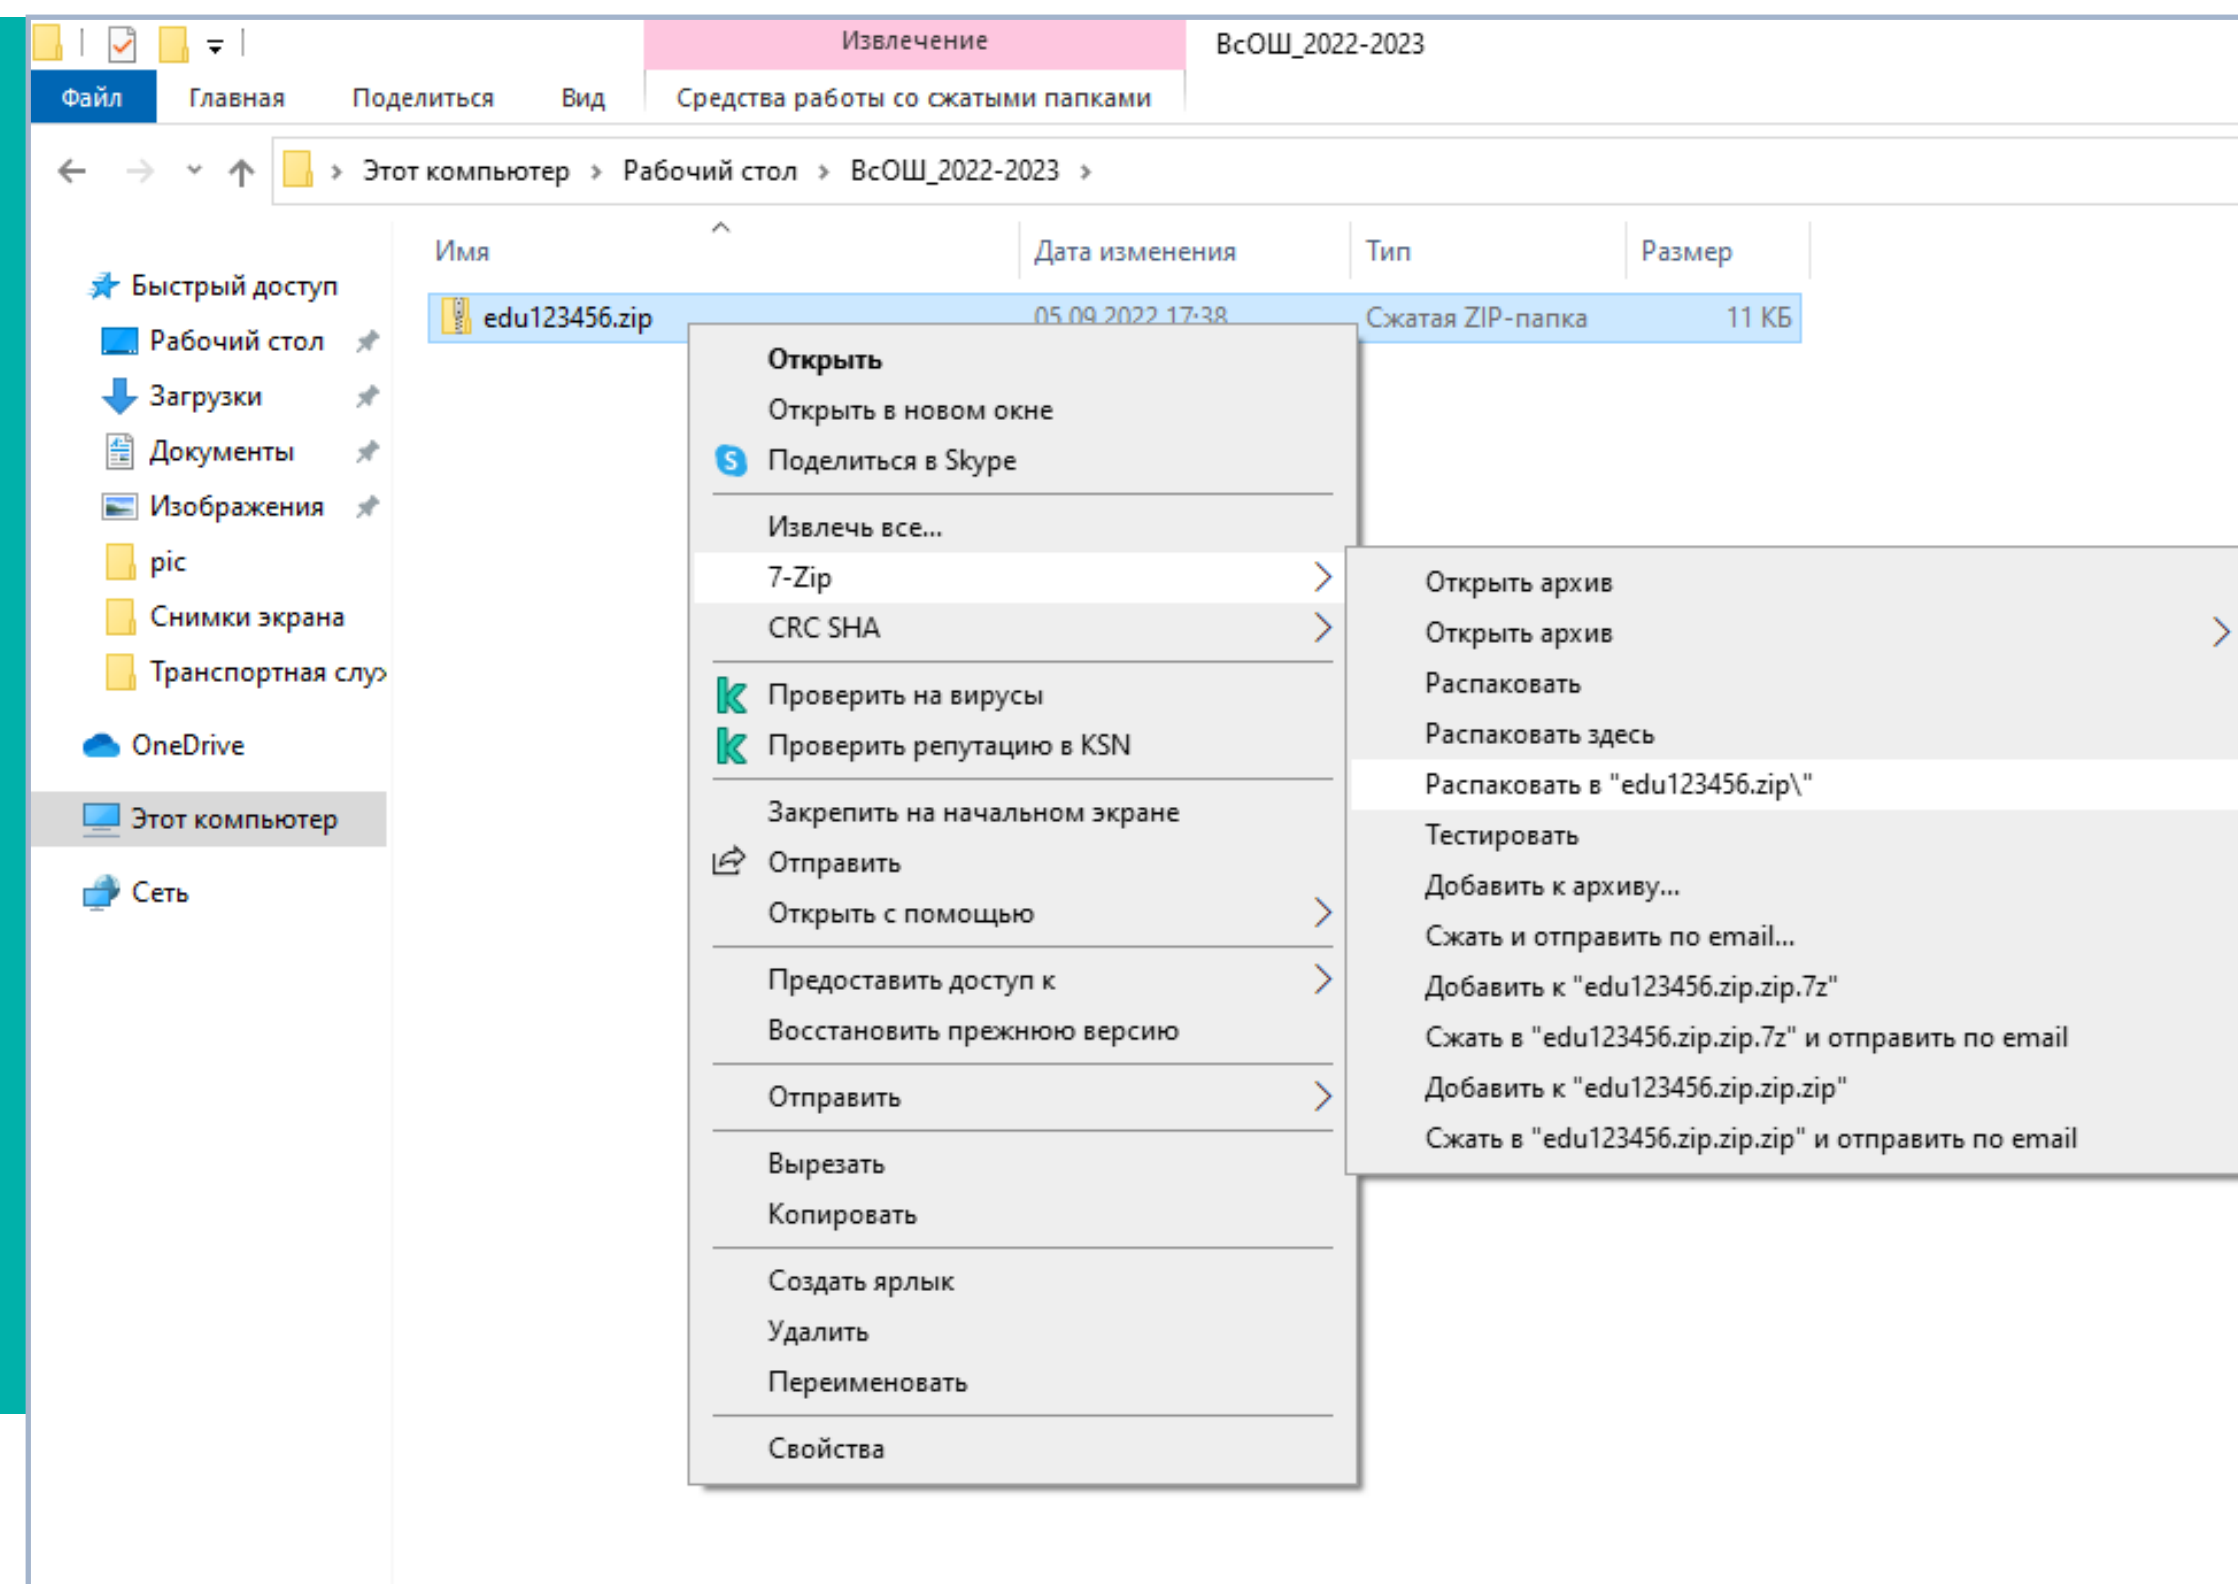 Извлечение
ВсОШ_2022-2023
Файл
Главная
Поделиться
Вид
Средства работы со сжатыми папками
Этот компьютер
Рабочий стол
ВсОШ_2022-2023
Имя
Дата изменения
Тип
Размер
edu123456.zip
05.09.2022 17:38
Сжатая ZIP-папка
11 КБ
Быстрый доступ
Рабочий стол
Загрузки
Документы
Изображения
pic
Снимки экрана
Транспортная
OneDrive
Этот компьютер
Сеть
Открыть
Открыть в новом окне
Поделиться в Skype
Извлечь все...
7-Zip
CRC SHA
Проверить на вирусы
Проверить репутацию в KSN
Закрепить на начальном экране
Отправить
Открыть с помощью
Предоставить доступ к
Восстановить прежнюю версию
Отправить
Вырезать
Копировать
Создать ярлык
Удалить
Переименовать
Свойства
Открыть архив
Открыть архив
Распаковать
Распаковать здесь
Распаковать в "edu123456.zip\"
Тестировать
Добавить к архиву...
Сжать и отправить по email...
Добавить к "edu123456.zip.zip.7z"
Сжать в "edu123456.zip.zip.7z" и отправить по email
Добавить к "edu123456.zip.zip.zip"
Сжать в "edu123456.zip.zip.zip" и отправить по email